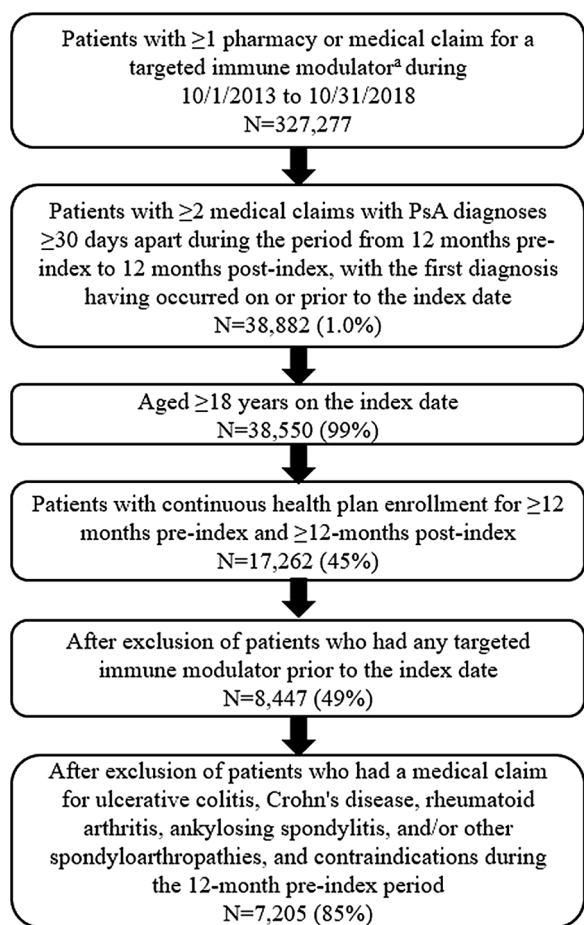 Patients with ≥1 pharmacy or medical claim for a
targeted immune modulatorᵃ during
10/1/2013 to 10/31/2018
N=327,277
Patients with ≥2 medical claims with PsA diagnoses
≥30 days apart during the period from 12 months pre-
index to 12 months post-index, with the first diagnosis
having occurred on or prior to the index date
N=38,882 (1.0%)
Aged ≥18 years on the index date
N=38,550 (99%)
Patients with continuous health plan enrollment for ≥12
months pre-index and ≥12-months post-index
N=17,262 (45%)
After exclusion of patients who had any targeted
immune modulator prior to the index date
N=8,447 (49%)
After exclusion of patients who had a medical claim
for ulcerative colitis, Crohn's disease, rheumatoid
arthritis, ankylosing spondylitis, and/or other
spondyloarthropathies, and contraindications during
the 12-month pre-index period
N=7,205 (85%)